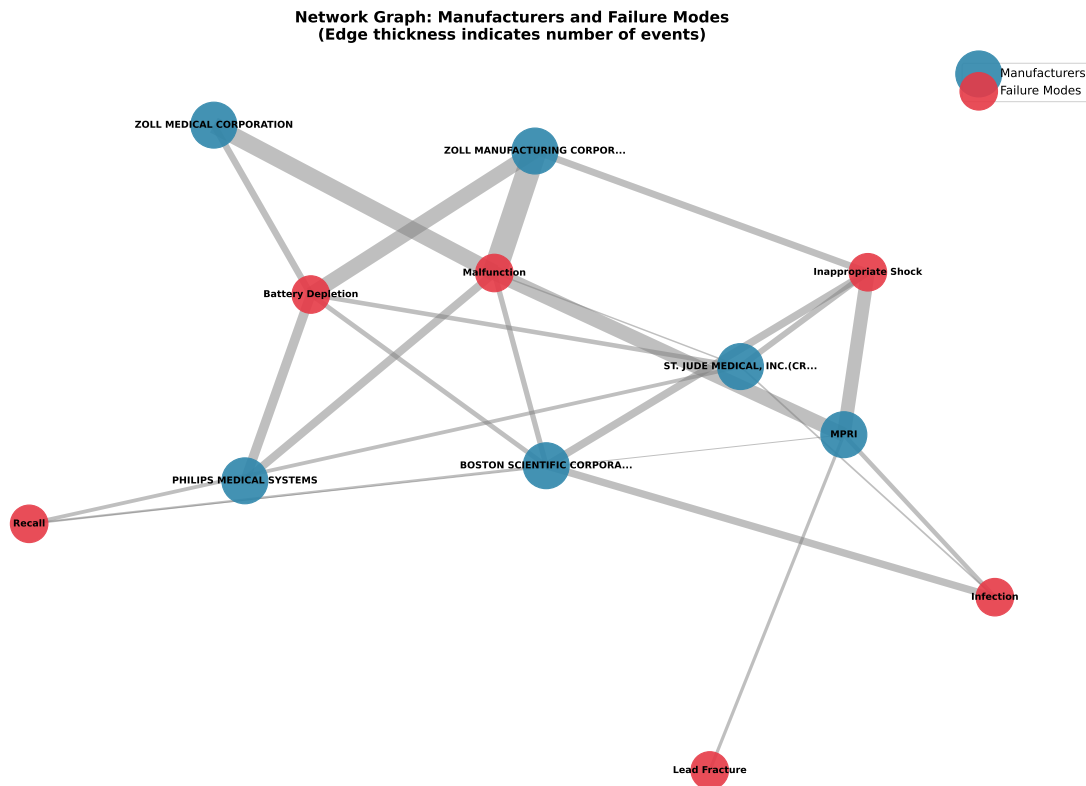 Network Graph: Manufacturers and Failure Modes
(Edge thickness indicates number of events)
Manufacturers
Failure Modes
ZOLL MEDICAL CORPORATION
ZOLL MANUFACTURING CORPOR...
Malfunction
Inappropriate Shock
Battery Depletion
ST. JUDE MEDICAL, INC.(CR...
MPRI
BOSTON SCIENTIFIC CORPORA...
PHILIPS MEDICAL SYSTEMS
Recall
Infection
Lead Fracture